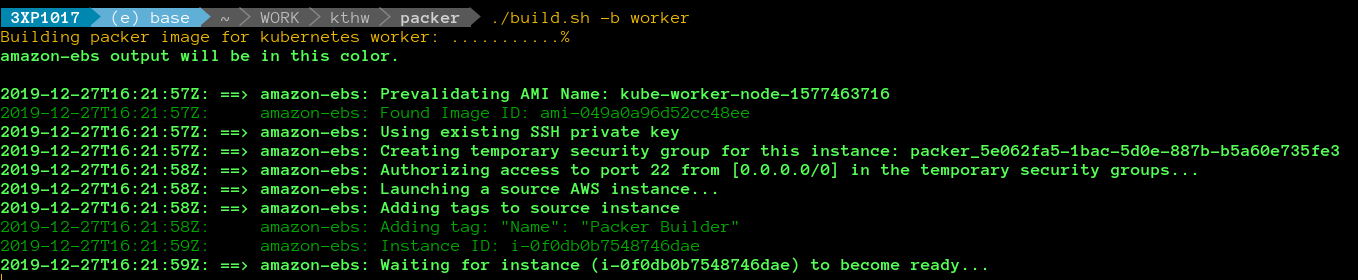 3XP1017 (e) base ~ WORK kthw packer ./build.sh -b worker
Building packer image for kubernetes worker: ...........%
amazon-ebs output will be in this color.
2019-12-27T16:21:57Z: ==> amazon-ebs: Prevalidating AMI Name: kube-worker-node-1577463716
2019-12-27T16:21:57Z:     amazon-ebs: Found Image ID: ami-049a0a96d52cc48ee
2019-12-27T16:21:57Z: ==> amazon-ebs: Using existing SSH private key
2019-12-27T16:21:57Z: ==> amazon-ebs: Creating temporary security group for this instance: packer_5e062fa5-1bac-5d0e-887b-b5a60e735fe3
2019-12-27T16:21:58Z: ==> amazon-ebs: Authorizing access to port 22 from [0.0.0.0/0] in the temporary security groups...
2019-12-27T16:21:58Z: ==> amazon-ebs: Launching a source AWS instance...
2019-12-27T16:21:58Z: ==> amazon-ebs: Adding tags to source instance
2019-12-27T16:21:58Z:     amazon-ebs: Adding tag: "Name": "Packer Builder"
2019-12-27T16:21:59Z:     amazon-ebs: Instance ID: i-0f0db0b7548746dae
2019-12-27T16:21:59Z: ==> amazon-ebs: Waiting for instance (i-0f0db0b7548746dae) to become ready...